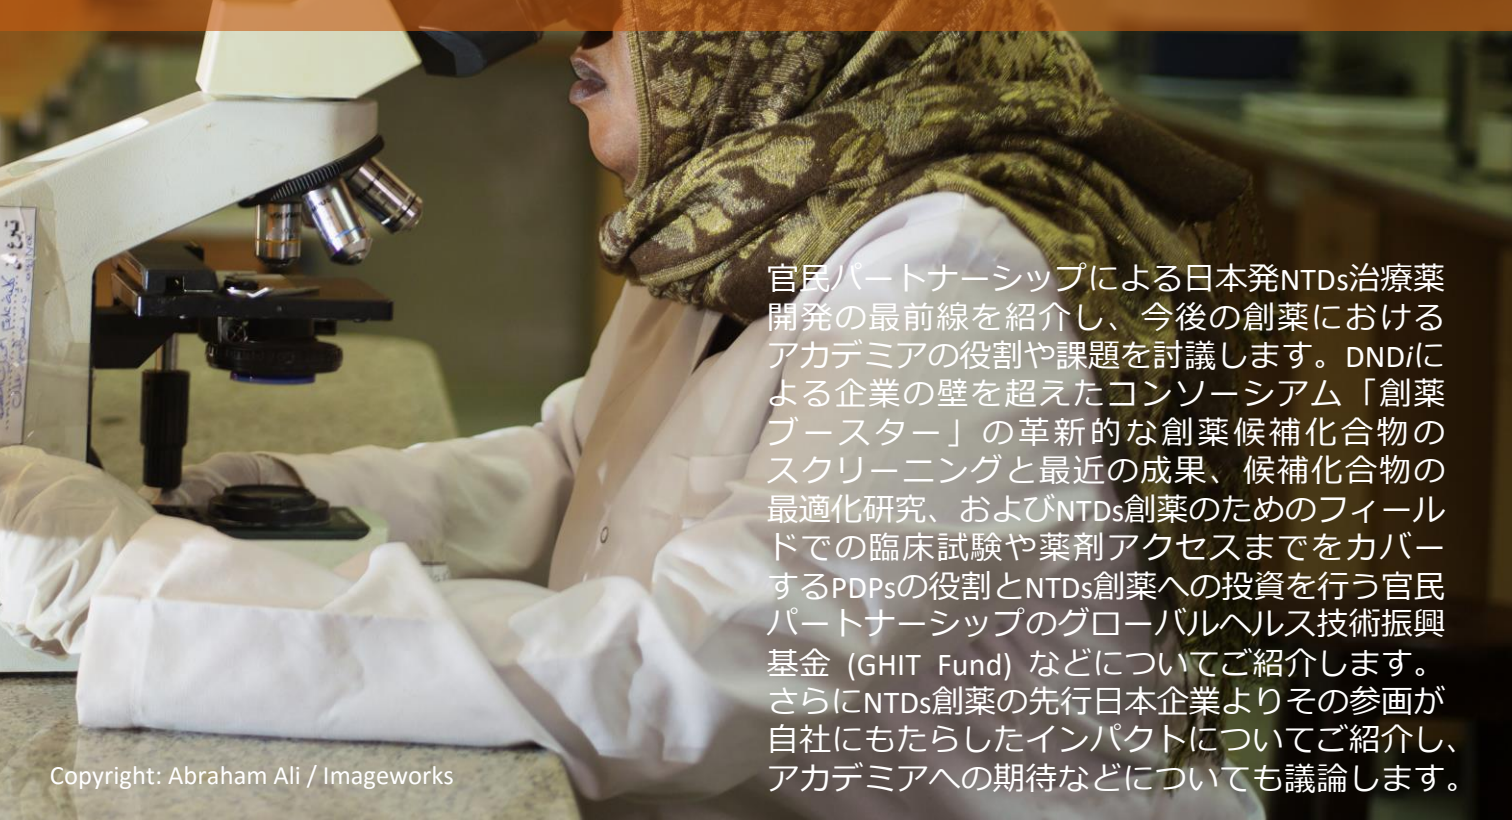 官民パートナーシップによる日本発NTDs治療薬
開発の最前線を紹介し、今後の創薬における
アカデミアの役割や課題を討議します。DNDiに
よる企業の壁を超えたコンソーシアム「創薬
ブースター」の革新的な創薬候補化合物の
スクリーニングと最近の成果、候補化合物の
最適化研究、およびNTDs創薬のためのフィール
ドでの臨床試験や薬剤アクセスまでをカバー
するPDPsの役割とNTDs創薬への投資を行う官民
パートナーシップのグローバルヘルス技術振興
基金 (GHIT Fund) などについてご紹介します。
さらにNTDs創薬の先行日本企業よりその参画が
自社にもたらしたインパクトについてご紹介し、
アカデミアへの期待などについても議論します。
Copyright: Abraham Ali / Imageworks